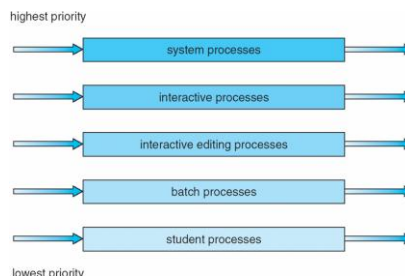 highest priority
system processes
interactive processes
interactive editing processes
batch processes
student processes
lowest priority